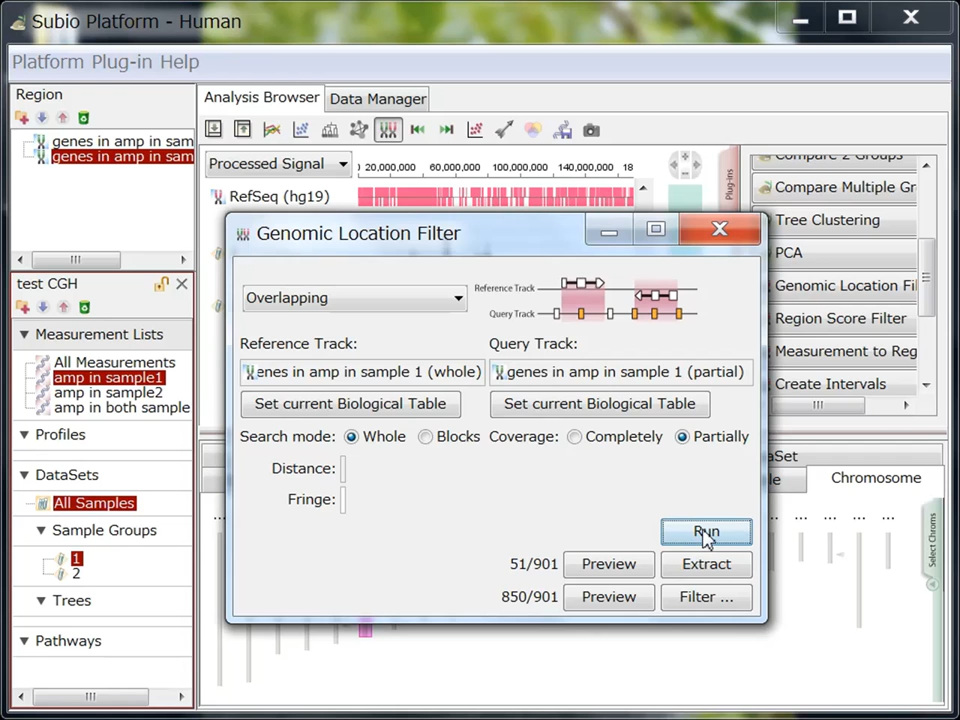 Subio Platform - Human
Platform Plug-in Help
Region
genes in amp in sam
genes in amp in sam
test CGH
Measurement Lists
All Measurements
amp in sample1
amp in sample2
amp in both sample
Profiles
DataSets
All Samples
Sample Groups
1
2
Trees
Pathways
Analysis Browser
Data Manager
Processed Signal
20,000,000 60,000,000 100,000,000 140,000,000 18
RefSeq (hg19)
Plug-ins
Compare 2 Groups
Compare Multiple Gr
Tree Clustering
PCA
Genomic Location Fil
Region Score Filter
Measurement to Reg
Create Intervals
Genomic Location Filter
Overlapping
Reference Track
Query Track
Reference Track:
Query Track:
enes in amp in sample 1 (whole)
genes in amp in sample 1 (partial)
Set current Biological Table
Set current Biological Table
Search mode: Whole Blocks
Coverage: Completely Partially
Distance:
Fringe:
Run
51/901 Preview Extract
850/901 Preview Filter ...
aSet
le
Chromosome
... ... ... ... ...
Select Chroms